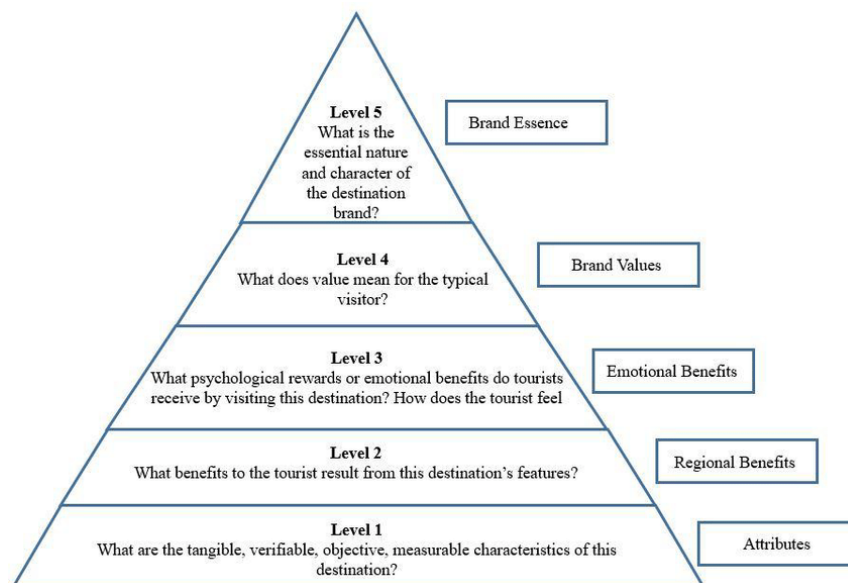 Level 5
What is the
essential nature
and character of
the destination
brand?
Brand Essence
Level 4
What does value mean for the typical
visitor?
Brand Values
Level 3
What psychological rewards or emotional benefits do tourists
receive by visiting this destination? How does the tourist feel
Emotional Benefits
Level 2
What benefits to the tourist result from this destination's features?
Regional Benefits
Level 1
What are the tangible, verifiable, objective, measurable characteristics of this
destination?
Attributes